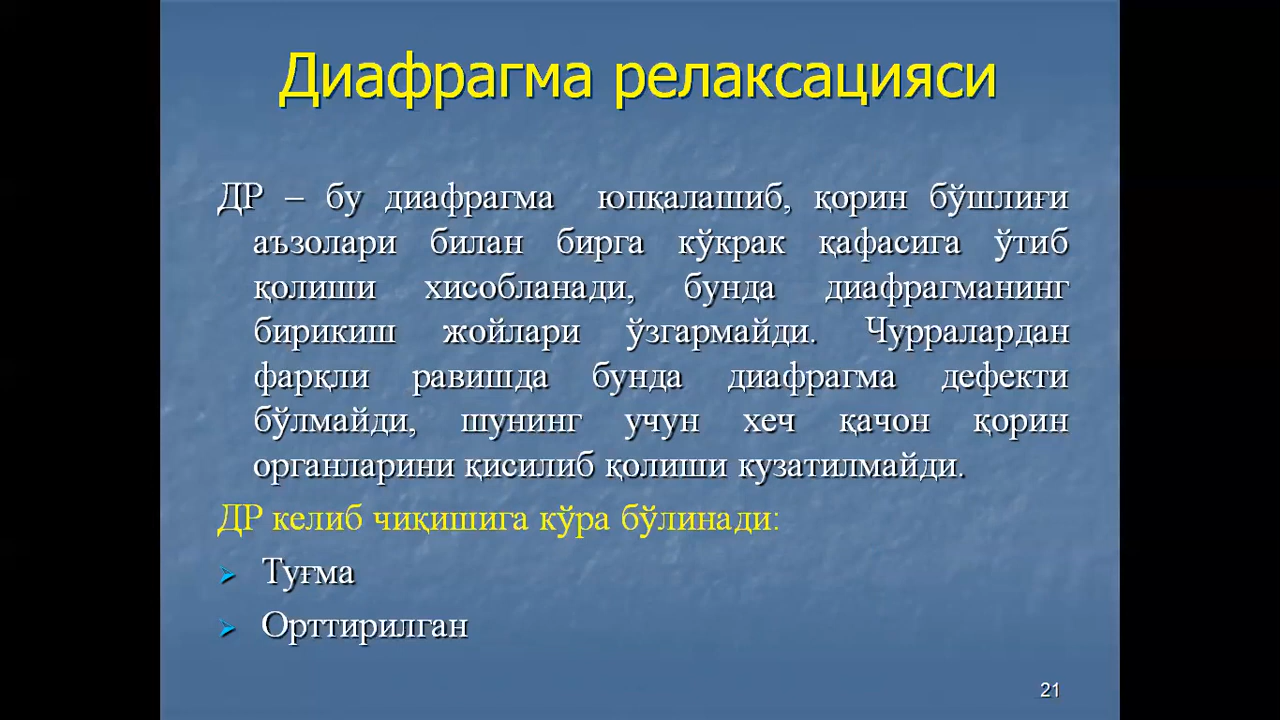 Диафрагма релаксацияси
ДР – бу диафрагма юпқалашиб, қорин бўшлиғи
аъзолари билан бирга кўкрак қафасига ўтиб
қолиши хисобланади, бунда диафрагманинг
бирикиш жойлари ўзгармайди. Чурралардан
фарқли равишда бунда диафрагма дефекти
бўлмайди, шунинг учун хеч қачон қорин
органларини қисилиб қолиши кузатилмайди.
ДР келиб чиқишига кўра бўлинади:
Туғма
Орттирилган
21